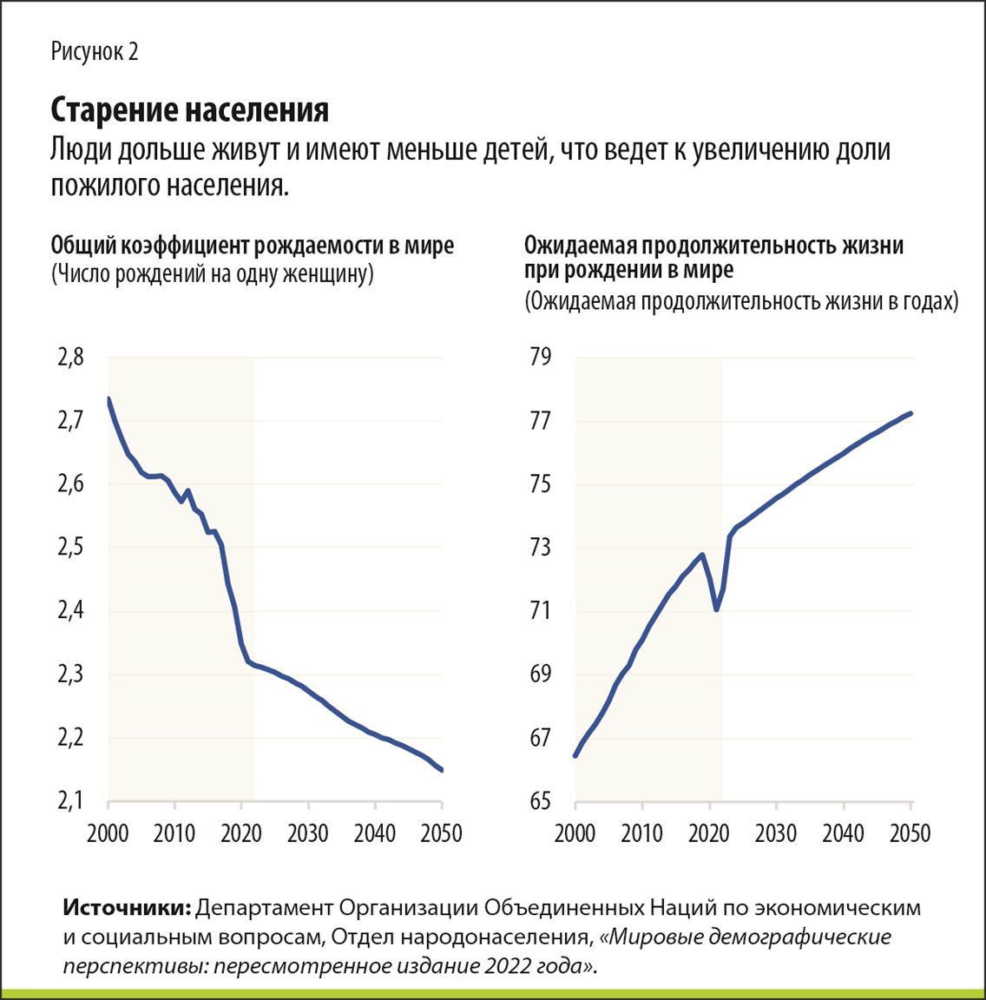 Рисунок 2
Старение населения
Люди дольше живут и имеют меньше детей, что ведет к увеличению доли
пожилого населения.
Общий коэффициент рождаемости в мире
(Число рождений на одну женщину)
2,8
2,7
2,6
2,5
2,4
2,3
2,2
2,1
2000 2010 2020 2030 2040 2050
Ожидаемая продолжительность жизни
при рождении в мире
(Ожидаемая продолжительность жизни в годах)
79
77
75
73
71
69
67
65
2000 2010 2020 2030 2040 2050
Источники: Департамент Организации Объединенных Наций по экономическим
и социальным вопросам, Отдел народонаселения, «Мировые демографические
перспективы: пересмотренное издание 2022 года».